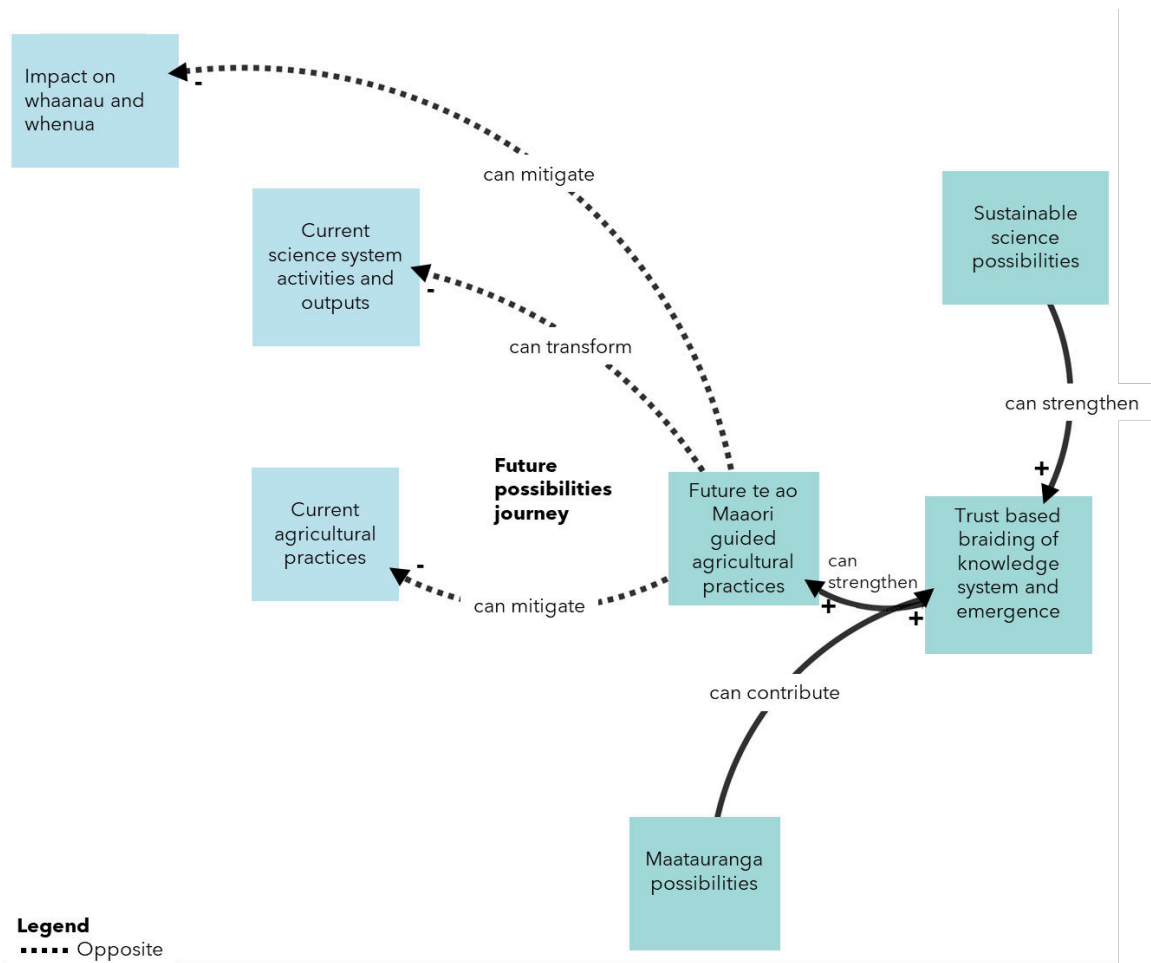 Impact on
whaanau and
whenua
-
can mitigate
Current
science system
activities and
outputs
-
can transform
Sustainable
science
possibilities
can strengthen
+
Future
possibilities
journey
Current
agricultural
practices
-
can mitigate
Future te ao
Maaori
guided
agricultural
practices
can
strengthen
+
+
Trust based
braiding of
knowledge
system and
emergence
can contribute
Maatauranga
possibilities
Legend
Opposite